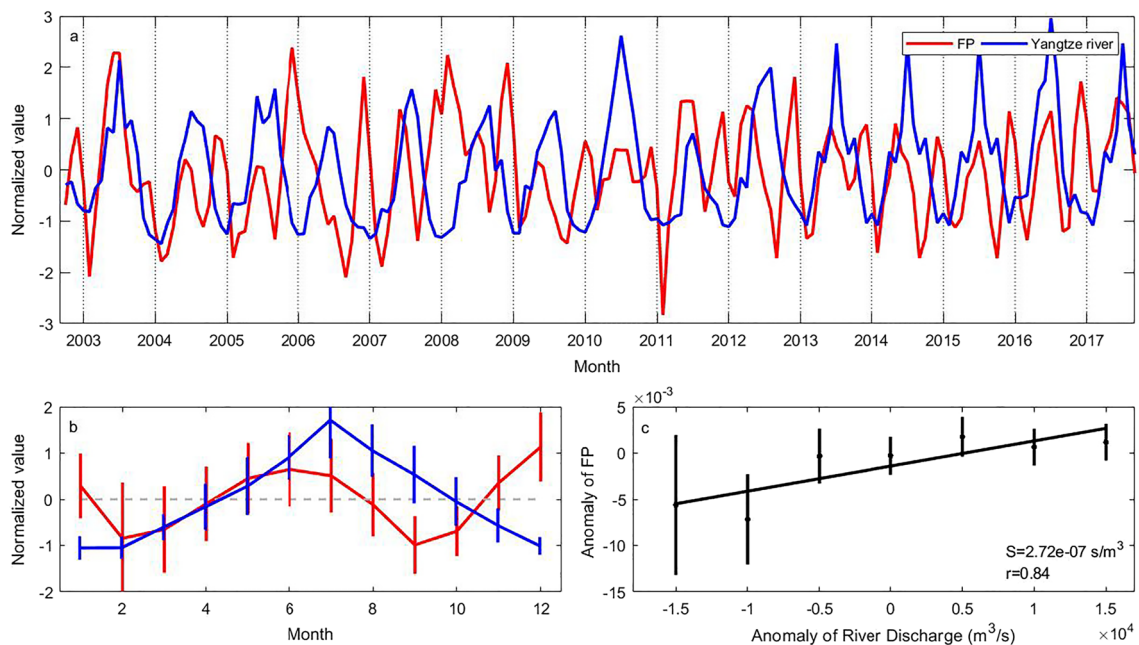 a
FP Yangtze river
Normalized value
3
2
1
0
-1
-2
-3
2003 2004 2005 2006 2007 2008 2009 2010 2011 2012 2013 2014 2015 2016 2017
Month
b
Normalized value
2
1
0
-1
-2
2 4 6 8 10 12
Month
×10-3
c
Anomaly of FP
5
0
-5
-10
-15
S=2.72e-07 s/m3
r=0.84
-1.5 -1 -0.5 0 0.5 1 1.5
Anomaly of River Discharge (m3/s)
×104